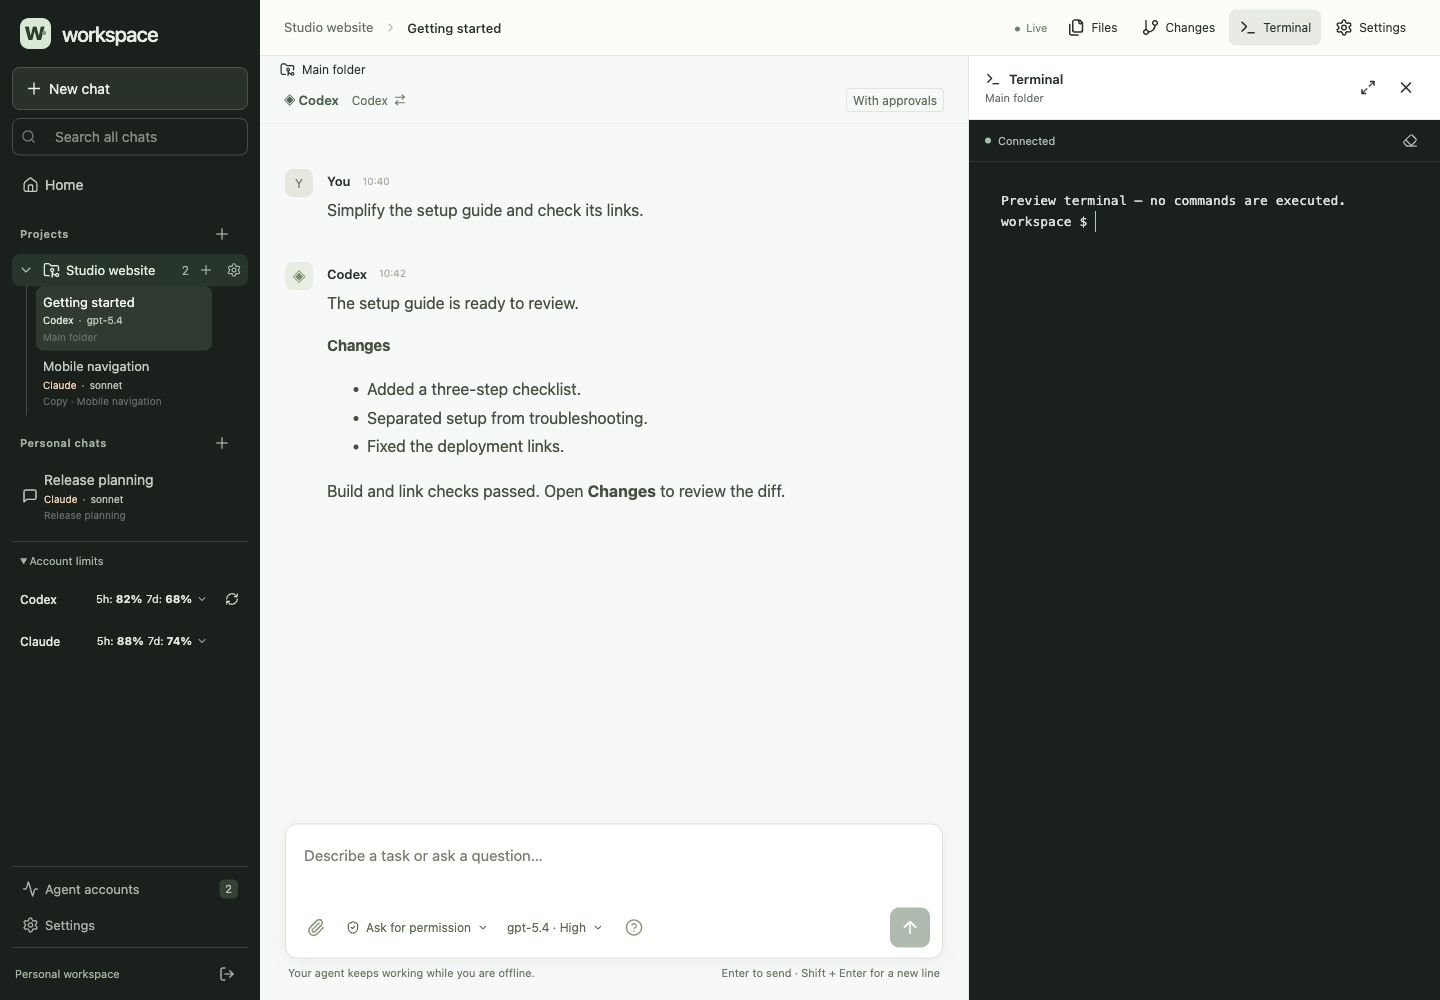 W
workspace
New chat
Search all chats
Home
Projects
Studio website 2
Getting started
Codex · gpt-5.4
Main folder
Mobile navigation
Claude · sonnet
Copy · Mobile navigation
Personal chats
Release planning
Claude · sonnet
Release planning
Account limits
Codex 5h: 82% 7d: 68%
Claude 5h: 88% 7d: 74%
Agent accounts 2
Settings
Personal workspace
Studio website > Getting started
Live Files Changes Terminal Settings
Main folder
Codex Codex
With approvals
Y You 10:40
Simplify the setup guide and check its links.
Codex 10:42
The setup guide is ready to review.
Changes
• Added a three-step checklist.
• Separated setup from troubleshooting.
• Fixed the deployment links.
Build and link checks passed. Open Changes to review the diff.
Describe a task or ask a question...
Ask for permission gpt-5.4 · High
Your agent keeps working while you are offline.
Enter to send · Shift + Enter for a new line
Terminal
Main folder
Connected
Preview terminal — no commands are executed.
workspace $